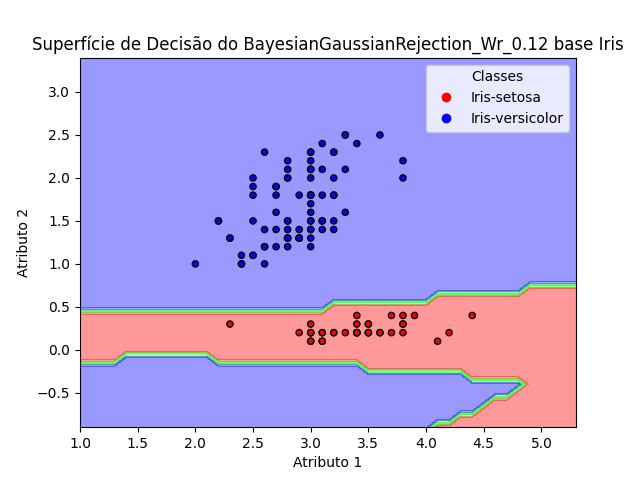 Superfície de Decisão do BayesianGaussianRejection_Wr_0.12 base Iris
Classes
Iris-setosa
Iris-versicolor
3.0
2.5
2.0
1.5
1.0
0.5
0.0
−0.5
Atributo 2
1.0 1.5 2.0 2.5 3.0 3.5 4.0 4.5 5.0
Atributo 1